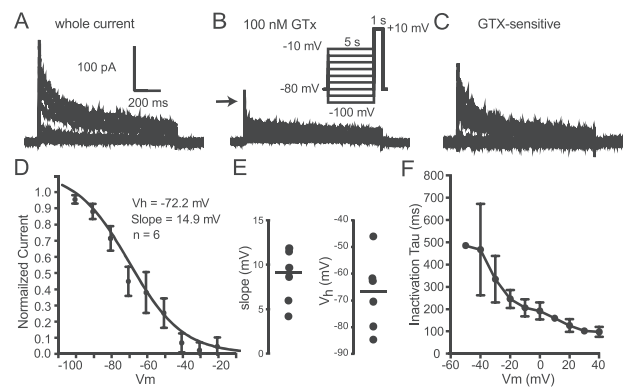 A
whole current
100 pA
200 ms
B
100 nM GTx
1 s
+10 mV
-10 mV
5 s
-80 mV
-100 mV
C
GTX-sensitive
D
Normailzed Current
1.0
0.9
0.8
0.7
0.6
0.5
0.4
0.3
0.2
0.1
0.0
Vh = -72.2 mV
Slope = 14.9 mV
n = 6
-100 -80 -60 -40 -20
Vm
E
slope (mV)
15
10
5
0
Vh (mV)
-40
-50
-60
-70
-80
-90
F
Inactivation Tau (ms)
800
700
600
500
400
300
200
100
0
-60 -40 -20 0 20 40
Vm (mV)